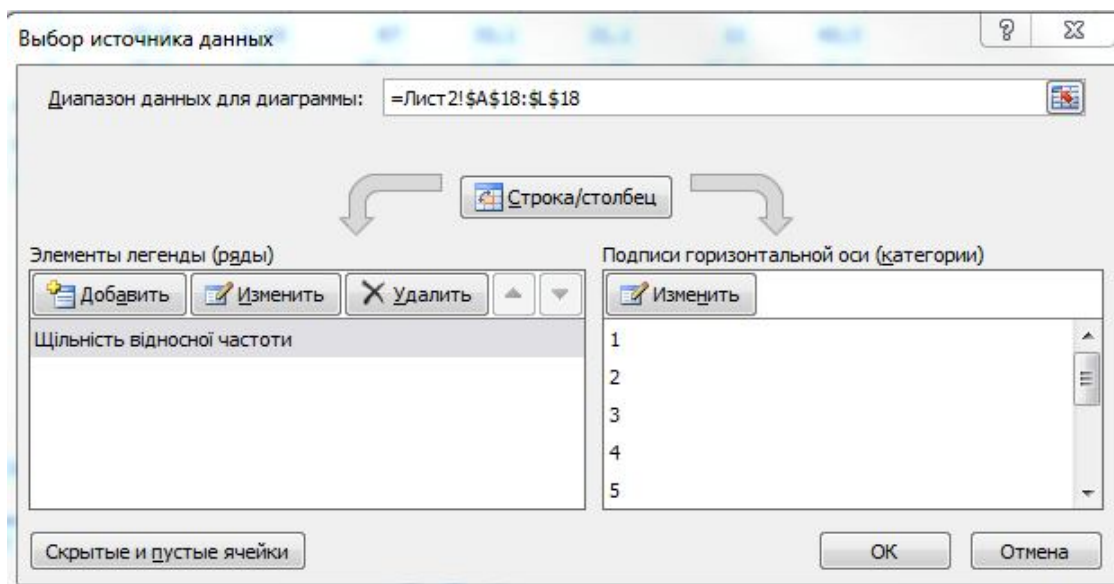 Выбор источника данных
Диапазон данных для диаграммы: =Лист2!$A$18:$L$18
Строка/столбец
Элементы легенды (ряды)
Подписи горизонтальной оси (категории)
Добавить Изменить Удалить
Изменить
Щільність відносної частоти
1
2
3
4
5
Скрытые и пустые ячейки
ОК Отмена